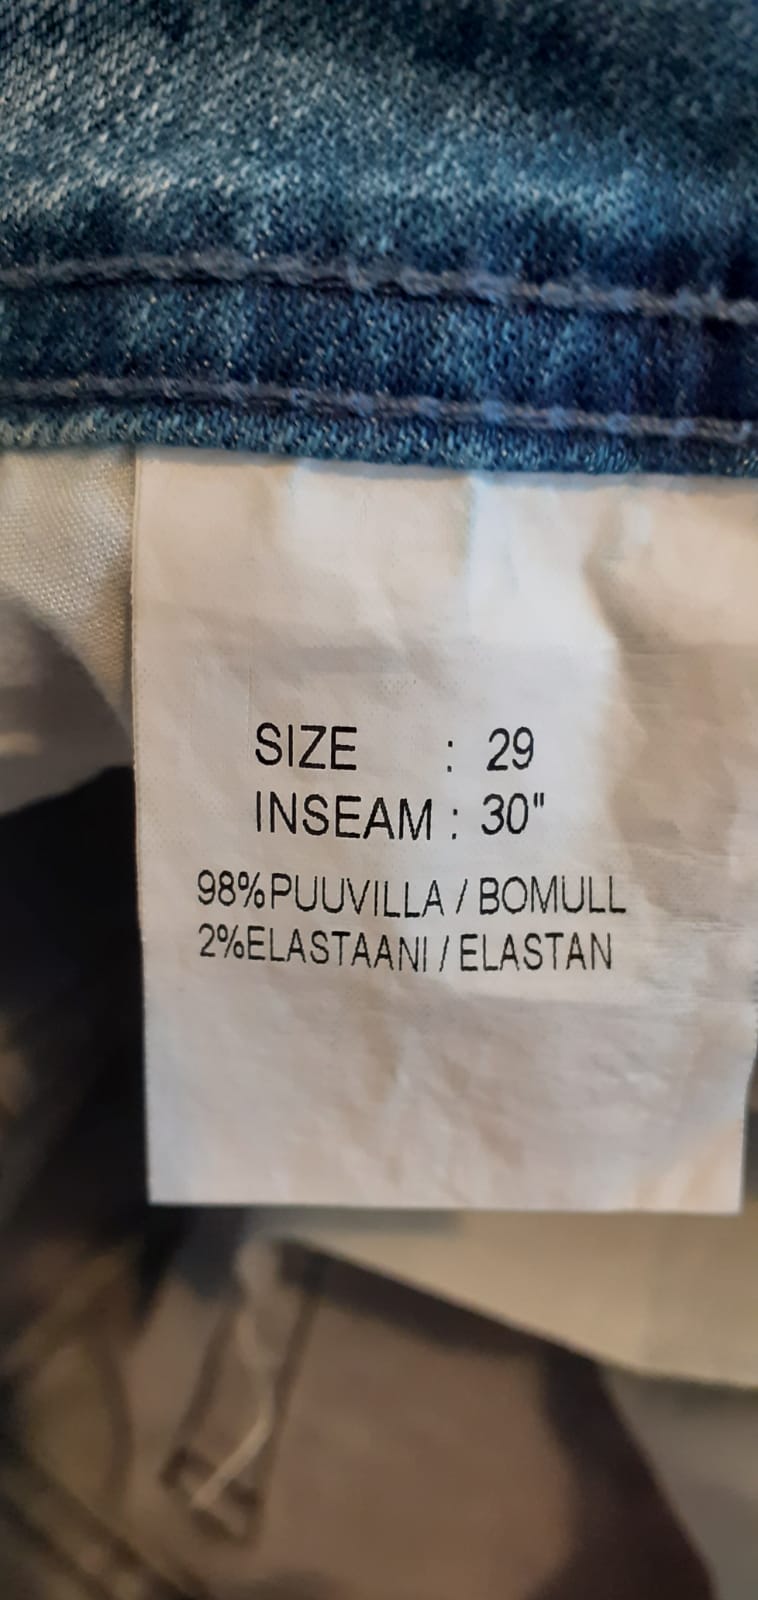 SIZE : 29
INSEAM : 30"
98%PUUVILLA / BOMULL
2%ELASTAANI / ELASTAN